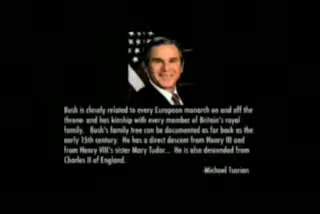 Bush is closely related to every European monarch on and off the
throne and has kinship with every member of Britain's royal
family. Bush's family tree can be documented as far back as the
early 15th century. He has a direct descent from Henry III and
from Henry VIII's sister Mary Tudor... He is also descended from
Charles II of England.
-Michael Tsarian